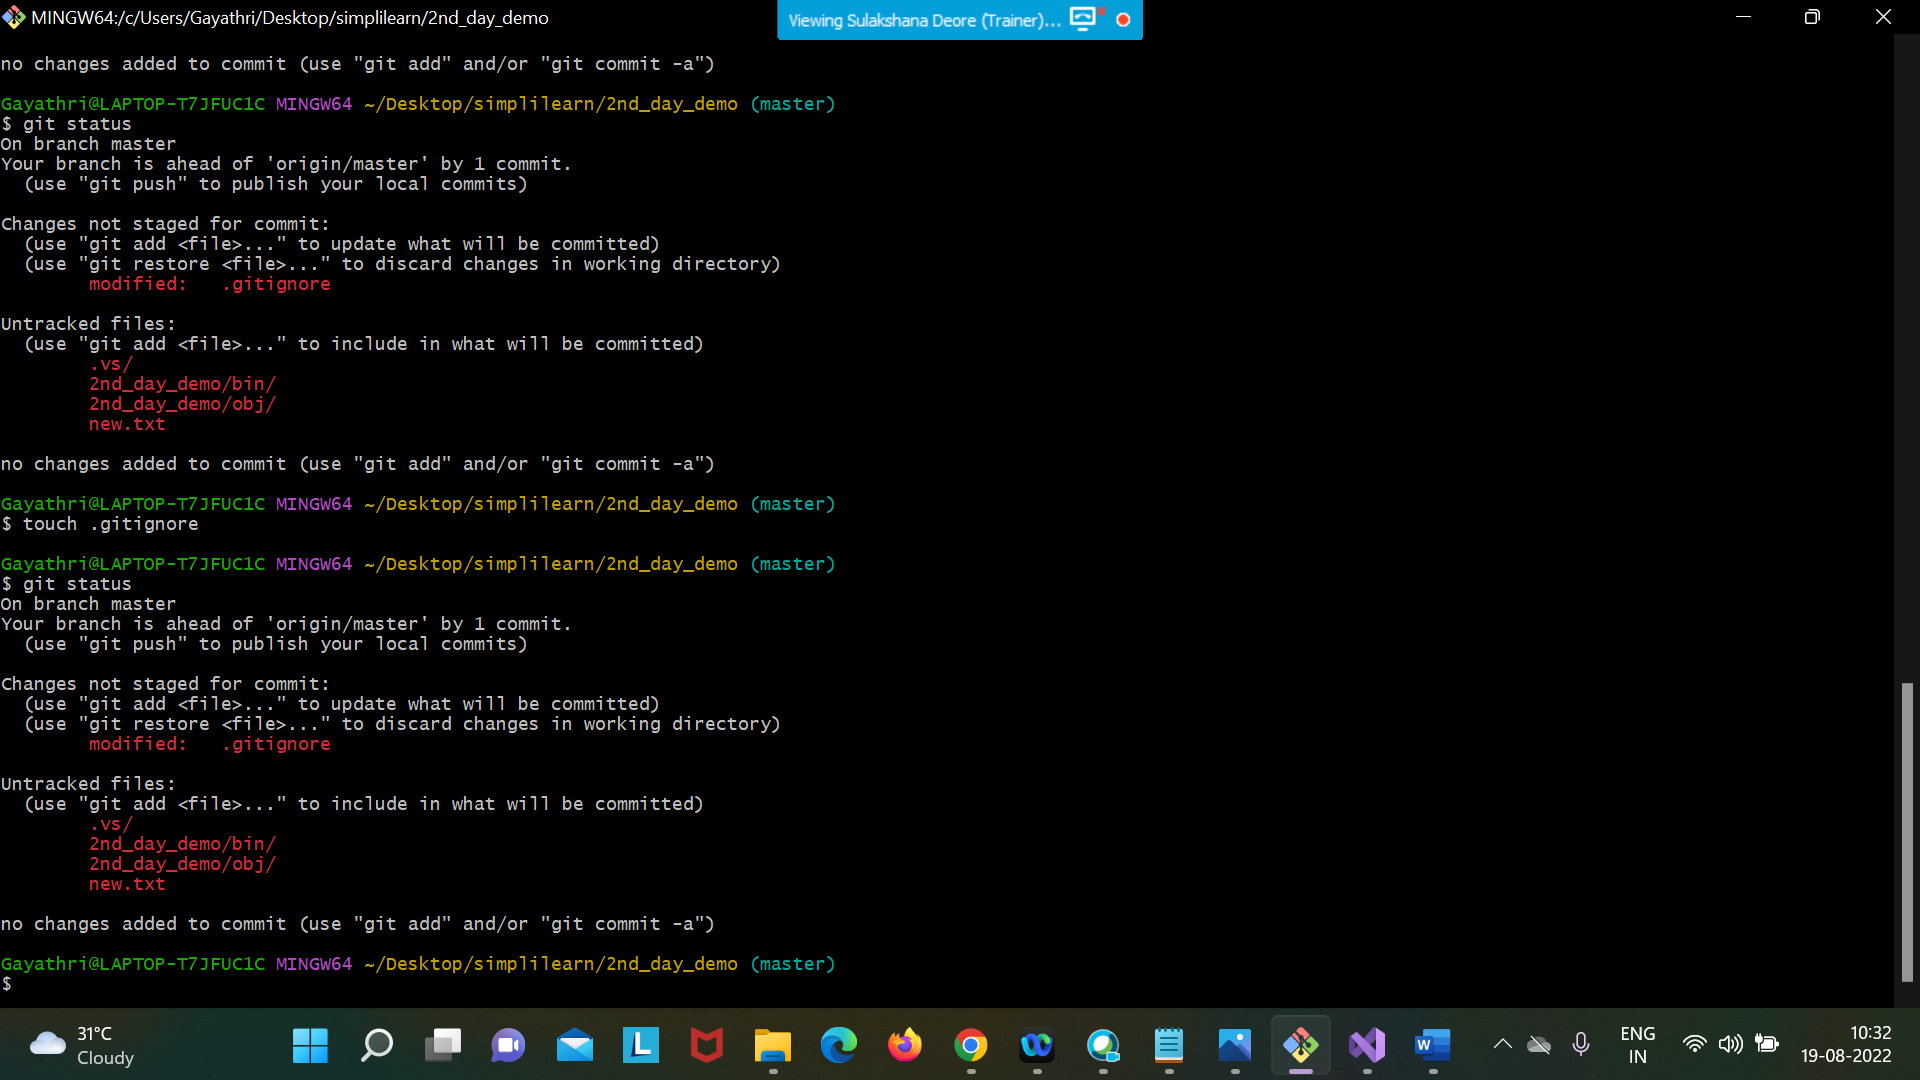 MINGW64:/c/Users/Gayathri/Desktop/simplilearn/2nd_day_demo
Viewing Sulakshana Deore (Trainer)...
no changes added to commit (use "git add" and/or "git commit -a")
Gayathri@LAPTOP-T7JFUC1C MINGW64 ~/Desktop/simplilearn/2nd_day_demo (master)
$ git status
On branch master
Your branch is ahead of 'origin/master' by 1 commit.
(use "git push" to publish your local commits)
Changes not staged for commit:
(use "git add <file>..." to update what will be committed)
(use "git restore <file>..." to discard changes in working directory)
modified:   .gitignore
Untracked files:
(use "git add <file>..." to include in what will be committed)
.vs/
2nd_day_demo/bin/
2nd_day_demo/obj/
new.txt
no changes added to commit (use "git add" and/or "git commit -a")
Gayathri@LAPTOP-T7JFUC1C MINGW64 ~/Desktop/simplilearn/2nd_day_demo (master)
$ touch .gitignore
Gayathri@LAPTOP-T7JFUC1C MINGW64 ~/Desktop/simplilearn/2nd_day_demo (master)
$ git status
On branch master
Your branch is ahead of 'origin/master' by 1 commit.
(use "git push" to publish your local commits)
Changes not staged for commit:
(use "git add <file>..." to update what will be committed)
(use "git restore <file>..." to discard changes in working directory)
modified:   .gitignore
Untracked files:
(use "git add <file>..." to include in what will be committed)
.vs/
2nd_day_demo/bin/
2nd_day_demo/obj/
new.txt
no changes added to commit (use "git add" and/or "git commit -a")
Gayathri@LAPTOP-T7JFUC1C MINGW64 ~/Desktop/simplilearn/2nd_day_demo (master)
$
31°C
Cloudy
L
W
ENG
IN
10:32
19-08-2022